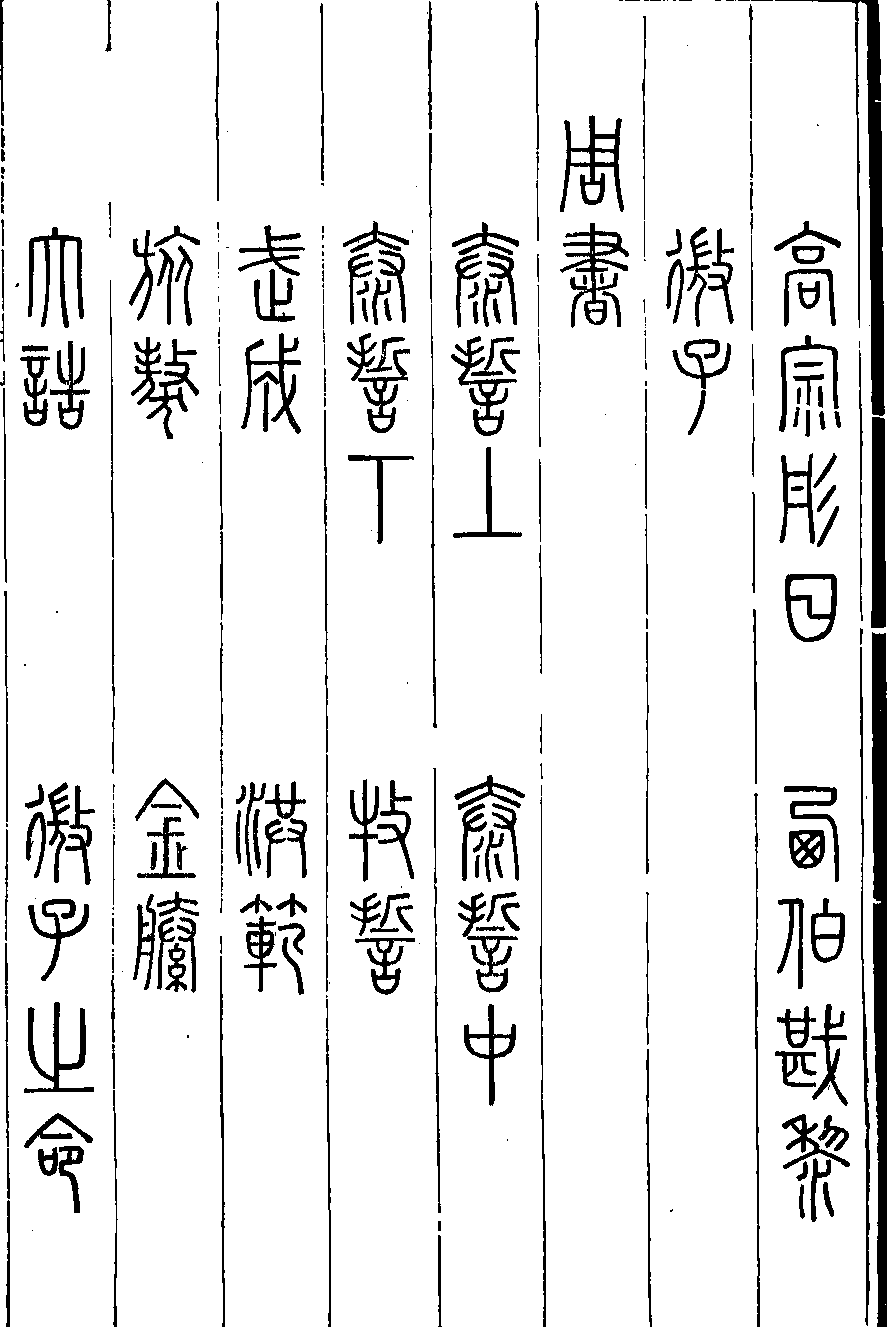 高宗肜日　西伯戡黎
微子
周書
泰誓上　泰誓中
泰誓下　牧誓
武成　洪範
旅獒　金縢
大誥　微子之命